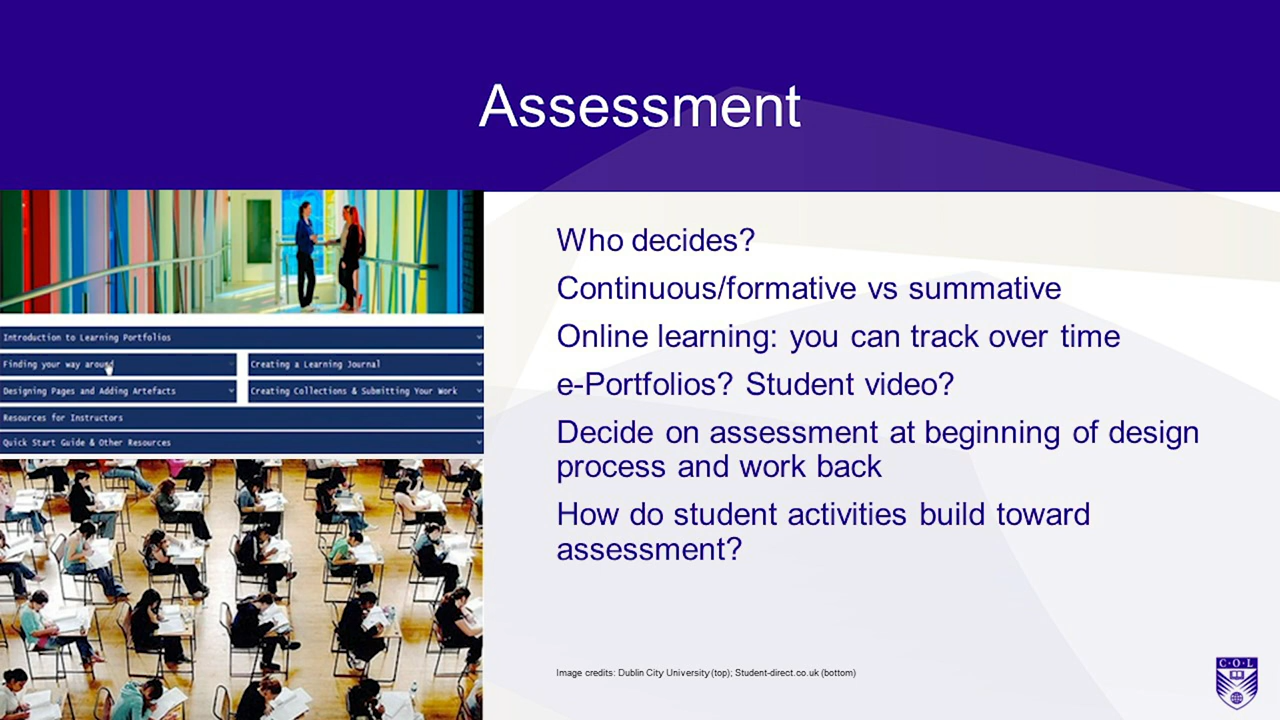 Assessment
Introduction to Learning Portfolios
Finding your way around
Creating a Learning Journal
Designing Pages and Adding Artefacts
Creating Collections & Submitting Your Work
Resources for Instructors
Quick Start Guide & Other Resources
Who decides?
Continuous/formative vs summative
Online learning: you can track over time
e-Portfolios? Student video?
Decide on assessment at beginning of design
process and work back
How do student activities build toward
assessment?
Image credits: Dublin City University (top); Student-direct.co.uk (bottom)
C·O·L